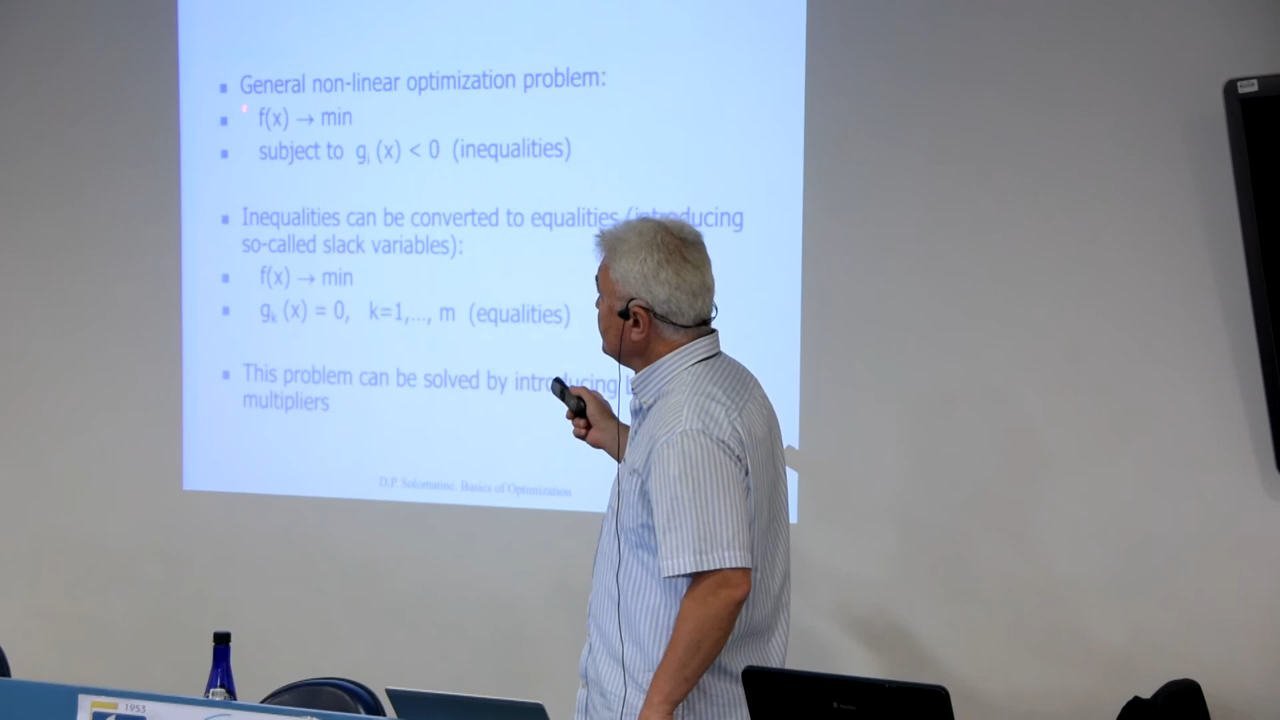 General non-linear optimization problem:
f(x) → min
subject to gᵢ (x) < 0 (inequalities)
Inequalities can be converted to equalities (introducing
so-called slack variables):
f(x) → min
gₖ (x) = 0, k=1,..., m (equalities)
This problem can be solved by introducing
multipliers
D.P. Solomatine. Basics of Optimization
1953